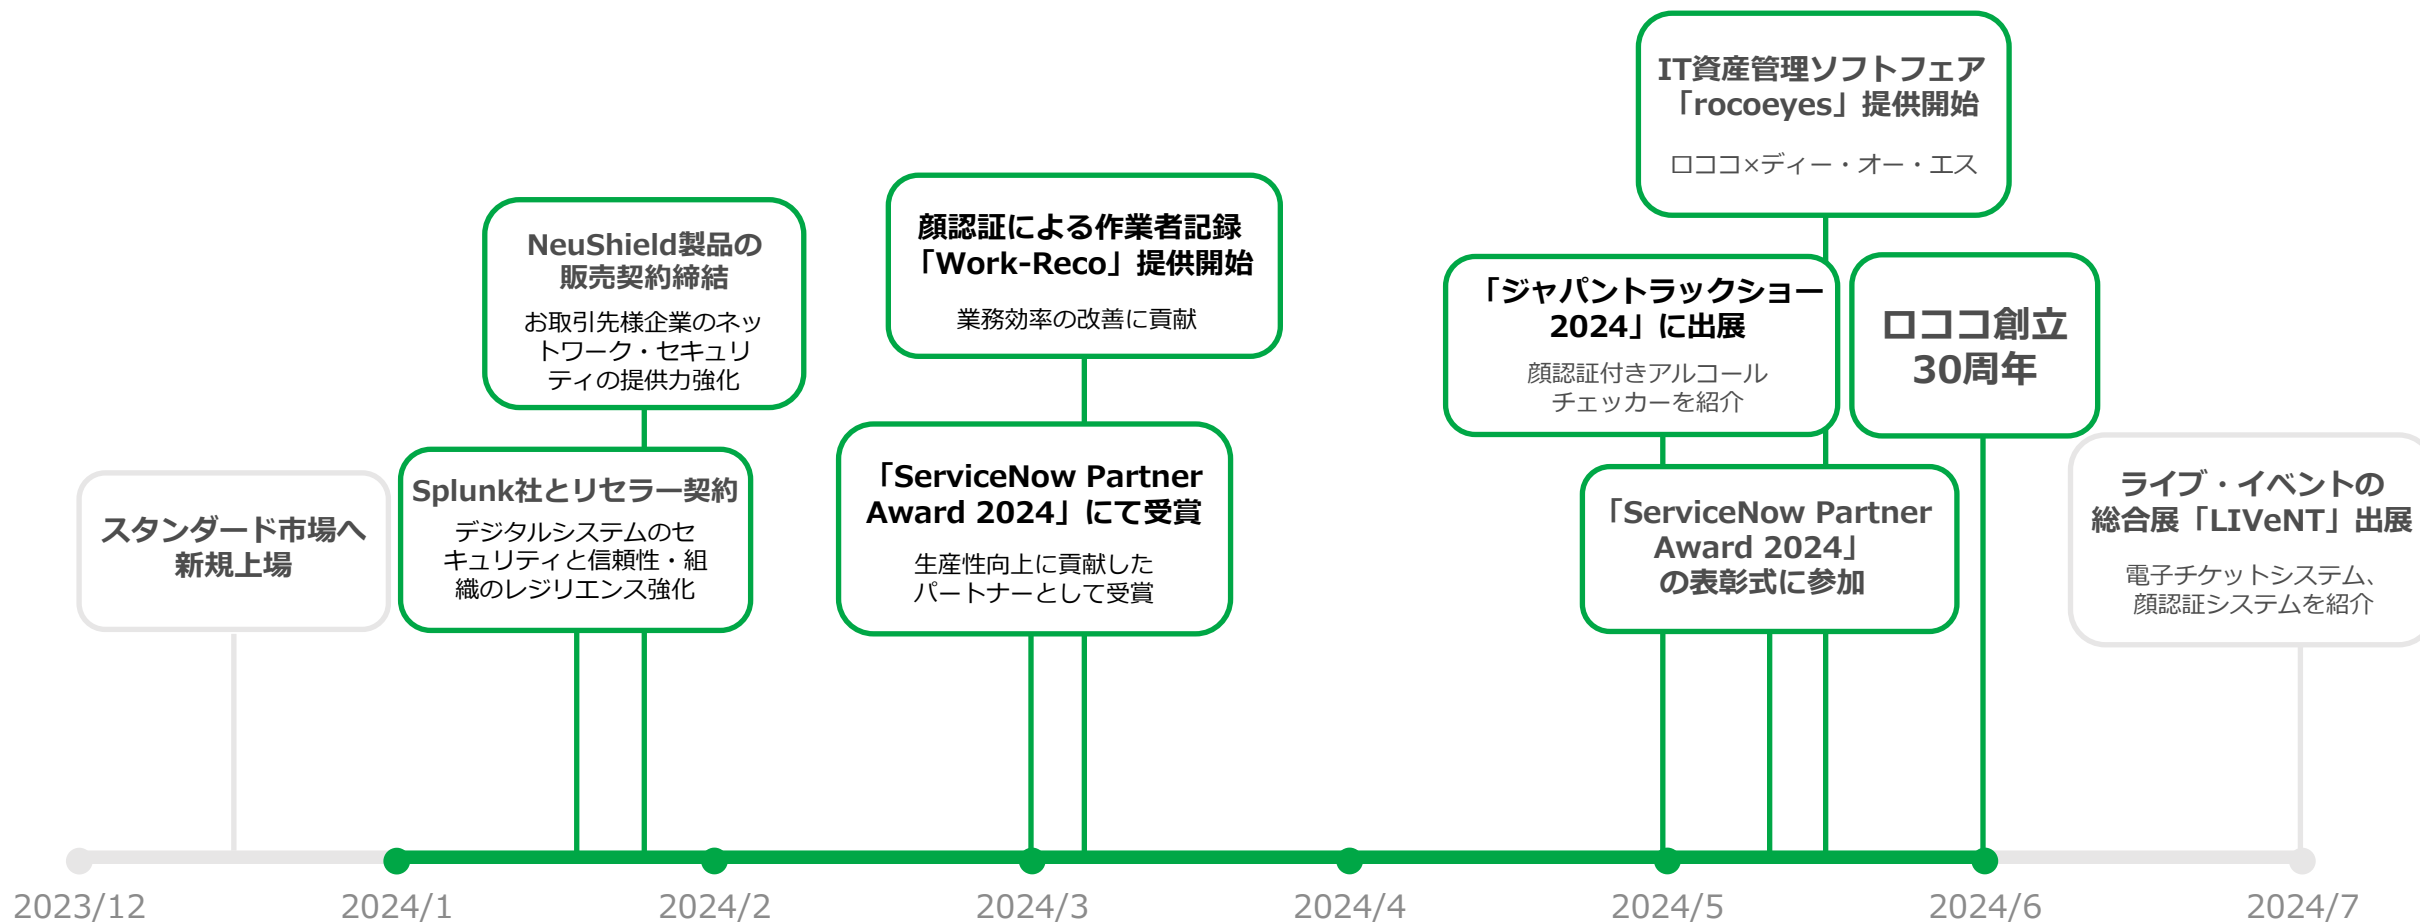 IT資産管理ソフトフェア
「rocoeyes」提供開始
ロココ×ディー・オー・エス
NeuShield製品の
販売契約締結
お取引先様企業のネッ
トワーク・セキュリ
ティの提供力強化
顔認証による作業者記録
「Work-Reco」提供開始
業務効率の改善に貢献
「ジャパントラックショー
2024」に出展
顔認証付きアルコール
チェッカーを紹介
ロココ創立
30周年
スタンダード市場へ
新規上場
Splunk社とリセラー契約
デジタルシステムのセ
キュリティと信頼性・組
織のレジリエンス強化
「ServiceNow Partner
Award 2024」にて受賞
生産性向上に貢献した
パートナーとして受賞
「ServiceNow Partner
Award 2024」
の表彰式に参加
ライブ・イベントの
総合展「LIVeNT」出展
電子チケットシステム、
顔認証システムを紹介
2023/12
2024/1
2024/2
2024/3
2024/4
2024/5
2024/6
2024/7